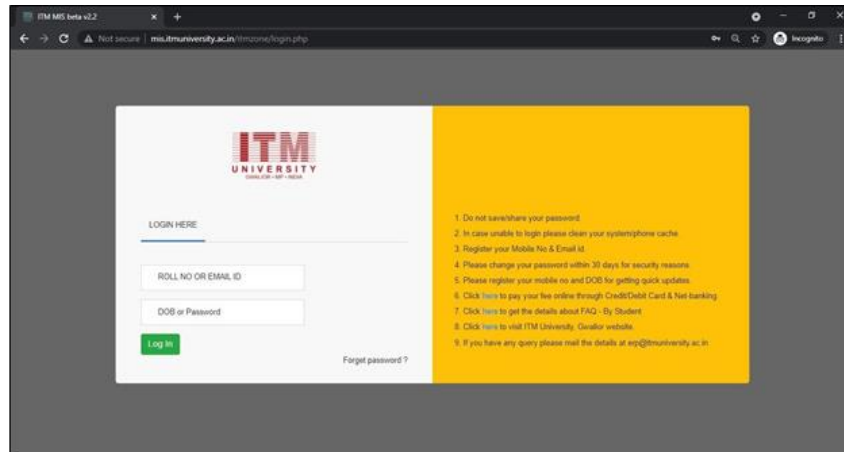 ITM MIS beta v2.2
Not secure | mis.itmuniversity.ac.in/itmzone/login.php
Incognito
ITM
UNIVERSITY
GWALIOR • MP • INDIA
LOGIN HERE
ROLL NO OR EMAIL ID
DOB or Password
Log In
Forget password ?
1. Do not save/share your password.
2. In case unable to login please clean your system/phone cache.
3. Register your Mobile No & Email id.
4. Please change your password within 30 days for security reasons.
5. Please register your mobile no and DOB for getting quick updates.
6. Click here to pay your fee online through Credit/Debit Card & Net-banking
7. Click here to get the details about FAQ - By Student
8. Click here to visit ITM University, Gwalior website.
9. If you have any query please mail the details at erp@itmuniversity.ac.in